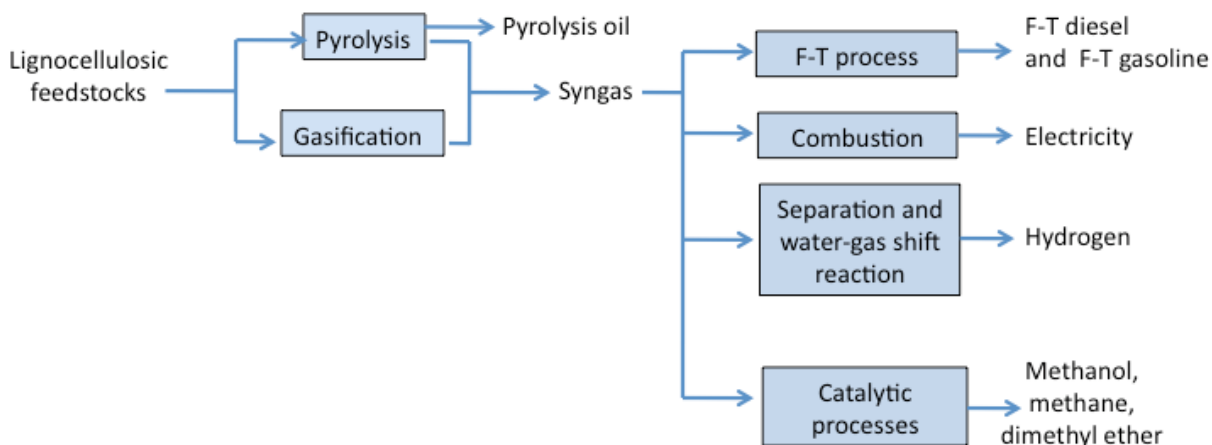 Lignocellulosic
feedstocks
Pyrolysis
Pyrolysis oil
Gasification
Syngas
F-T process
F-T diesel
and F-T gasoline
Combustion
Electricity
Separation and
water-gas shift
reaction
Hydrogen
Catalytic
processes
Methanol,
methane,
dimethyl ether